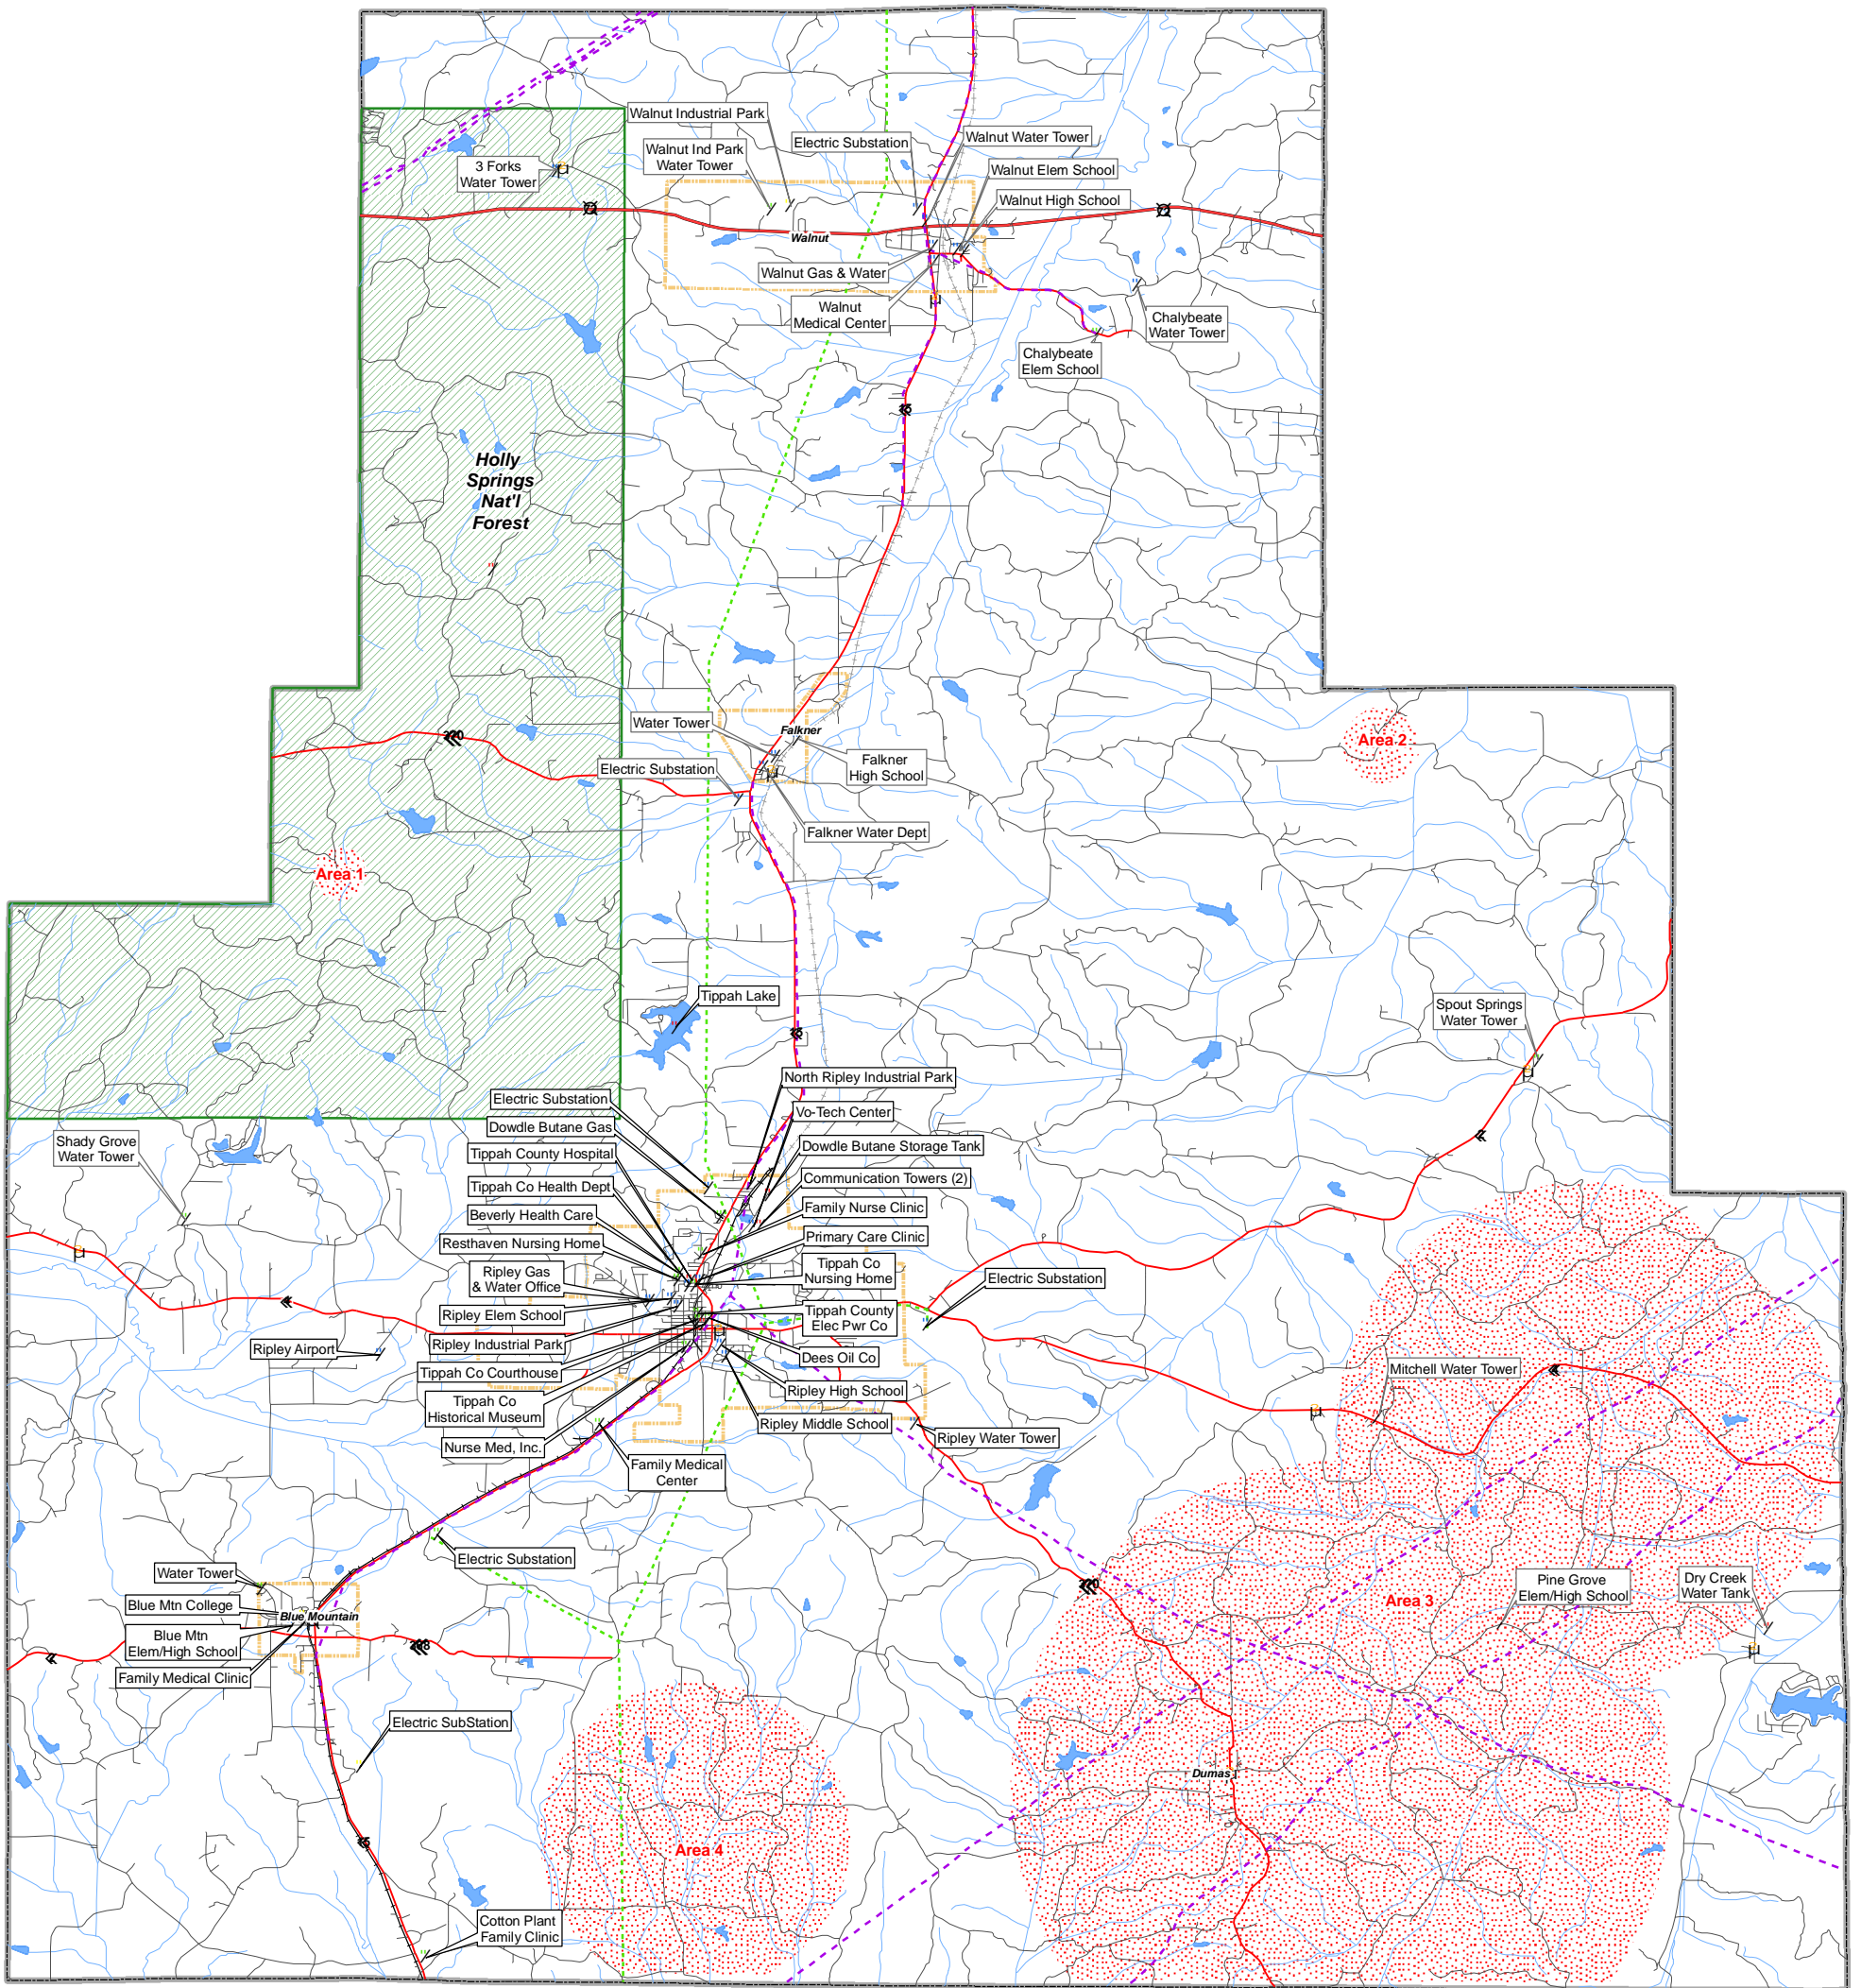 Walnut Industrial Park
Walnut Ind Park
Water Tower
Electric Substation
Walnut Water Tower
Walnut Elem School
Walnut High School
3 Forks
Water Tower
72
72
Walnut
Walnut Gas & Water
Walnut
Medical Center
Chalybeate
Water Tower
Chalybeate
Elem School
15
Holly
Springs
Nat'l
Forest
Water Tower
Falkner
Falkner
High School
Electric Substation
Falkner Water Dept
370
Area 1
Area 2
Tippah Lake
15
Spout Springs
Water Tower
North Ripley Industrial Park
Electric Substation
Vo-Tech Center
Dowdle Butane Gas
Dowdle Butane Storage Tank
Tippah County Hospital
Communication Towers (2)
Tippah Co Health Dept
Family Nurse Clinic
Beverly Health Care
Primary Care Clinic
Resthaven Nursing Home
Tippah Co
Nursing Home
Ripley Gas
& Water Office
Electric Substation
Ripley Elem School
Tippah County
Elec Pwr Co
Ripley Industrial Park
Dees Oil Co
Tippah Co Courthouse
Ripley High School
Tippah Co
Historical Museum
Ripley Middle School
Nurse Med, Inc.
Ripley Water Tower
Family Medical
Center
Shady Grove
Water Tower
Ripley Airport
Mitchell Water Tower
Electric Substation
Water Tower
Blue Mtn College
Blue Mountain
Blue Mtn
Elem/High School
Family Medical Clinic
Electric SubStation
15
Cotton Plant
Family Clinic
Area 4
Area 3
Pine Grove
Elem/High School
Dry Creek
Water Tank
Dumas